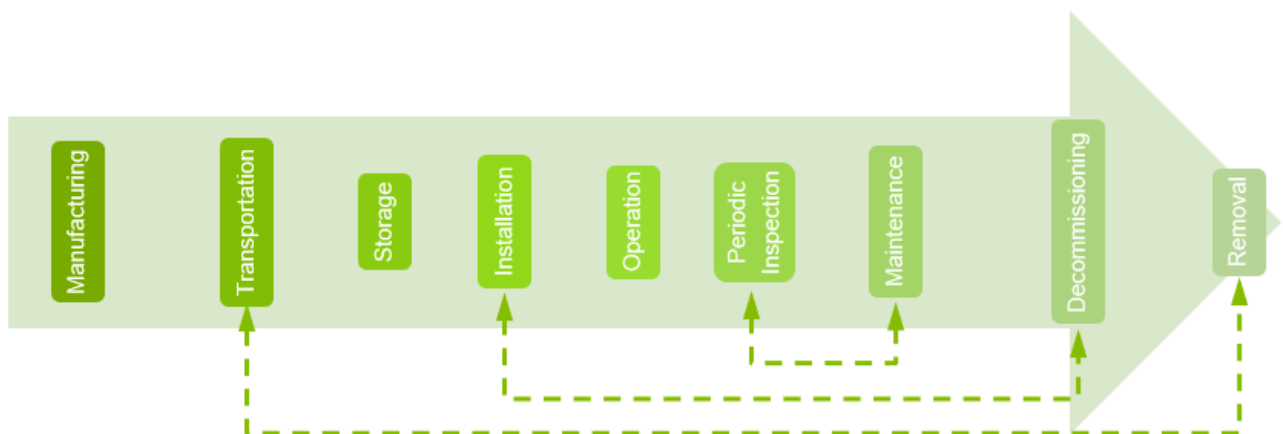 Manufacturing
Transportation
Storage
Installation
Operation
Periodic
Inspection
Maintenance
Decommissioning
Removal